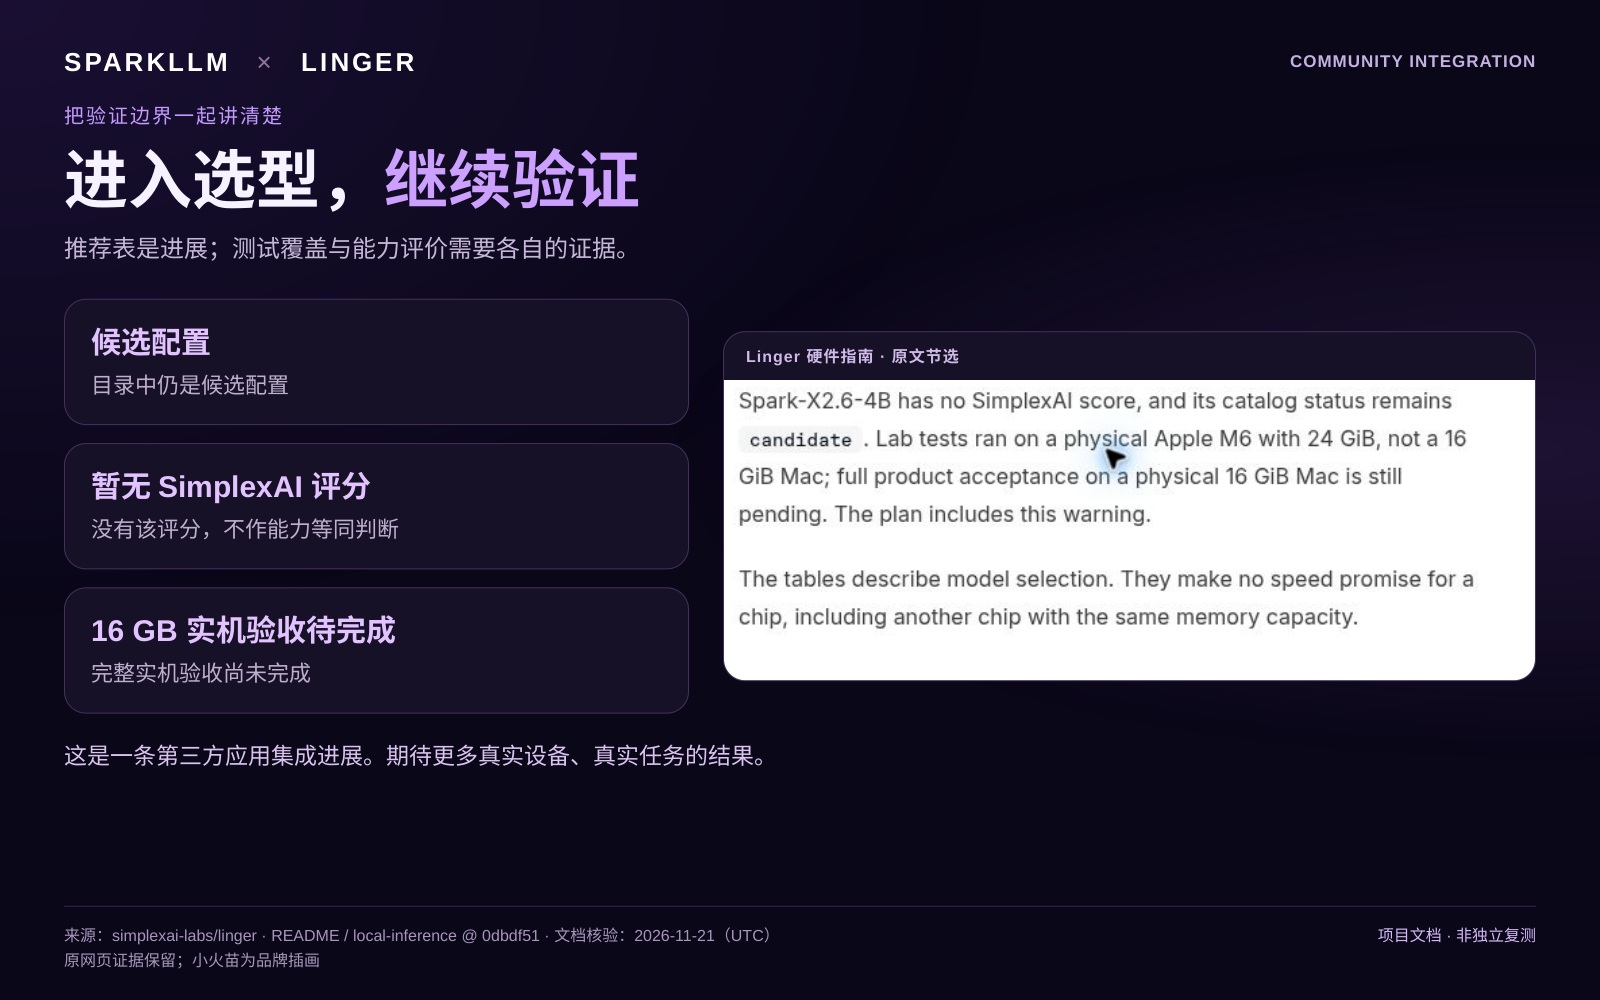 SPARKLLM × LINGER
COMMUNITY INTEGRATION
把验证边界一起讲清楚
进入选型，继续验证
推荐表是进展；测试覆盖与能力评价需要各自的证据。
候选配置
目录中仍是候选配置
暂无 SimplexAI 评分
没有该评分，不作能力等同判断
16 GB 实机验收待完成
完整实机验收尚未完成
Linger 硬件指南 · 原文节选
Spark-X2.6-4B has no SimplexAI score, and its catalog status remains
candidate. Lab tests ran on a physical Apple M6 with 24 GiB, not a 16
GiB Mac; full product acceptance on a physical 16 GiB Mac is still
pending. The plan includes this warning.
The tables describe model selection. They make no speed promise for a
chip, including another chip with the same memory capacity.
这是一条第三方应用集成进展。期待更多真实设备、真实任务的结果。
来源：simplexai-labs/linger · README / local-inference @ 0dbdf51 · 文档核验：2026-11-21（UTC）
原网页证据保留；小火苗为品牌插画
项目文档 · 非独立复测